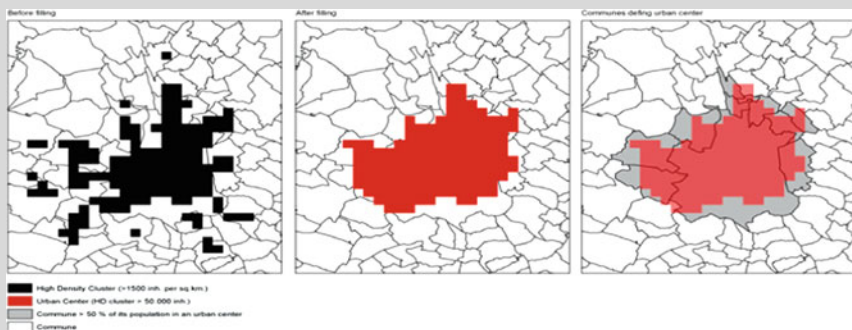 Before filling
After filling
Communes defing urban center
High Density Cluster (>1500 inh. per sq.km.)
Urban Center (HD cluster > 50.000 inh.)
Commune > 50 % of its population in an urban center
Commune